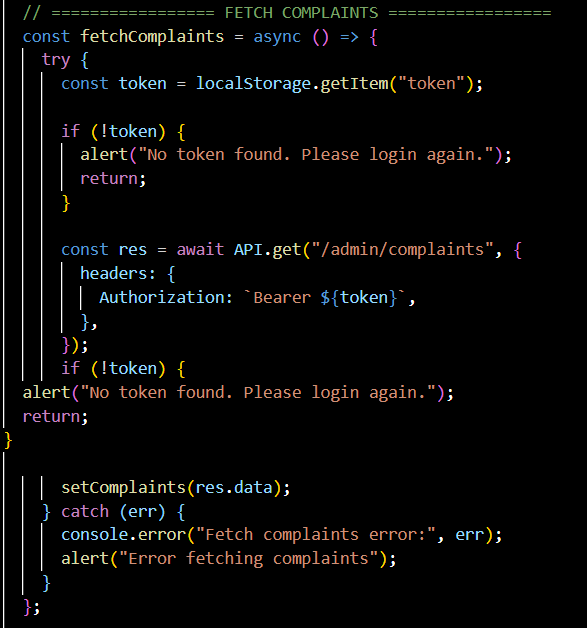 // ================= FETCH COMPLAINTS =================
const fetchComplaints = async () => {
try {
const token = localStorage.getItem("token");
if (!token) {
alert("No token found. Please login again.");
return;
}
const res = await API.get("/admin/complaints", {
headers: {
Authorization: `Bearer ${token}`,
},
});
if (!token) {
alert("No token found. Please login again.");
return;
}
setComplaints(res.data);
} catch (err) {
console.error("Fetch complaints error:", err);
alert("Error fetching complaints");
}
};